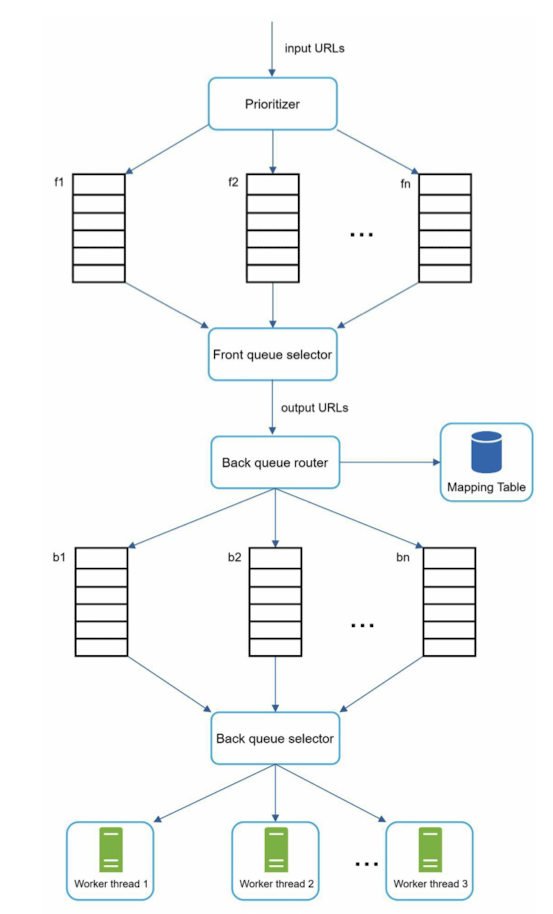 input URLs
Prioritizer
f1
f2
fn
...
Front queue selector
output URLs
Back queue router
Mapping Table
b1
b2
bn
...
Back queue selector
...
Worker thread 1
Worker thread 2
Worker thread 3